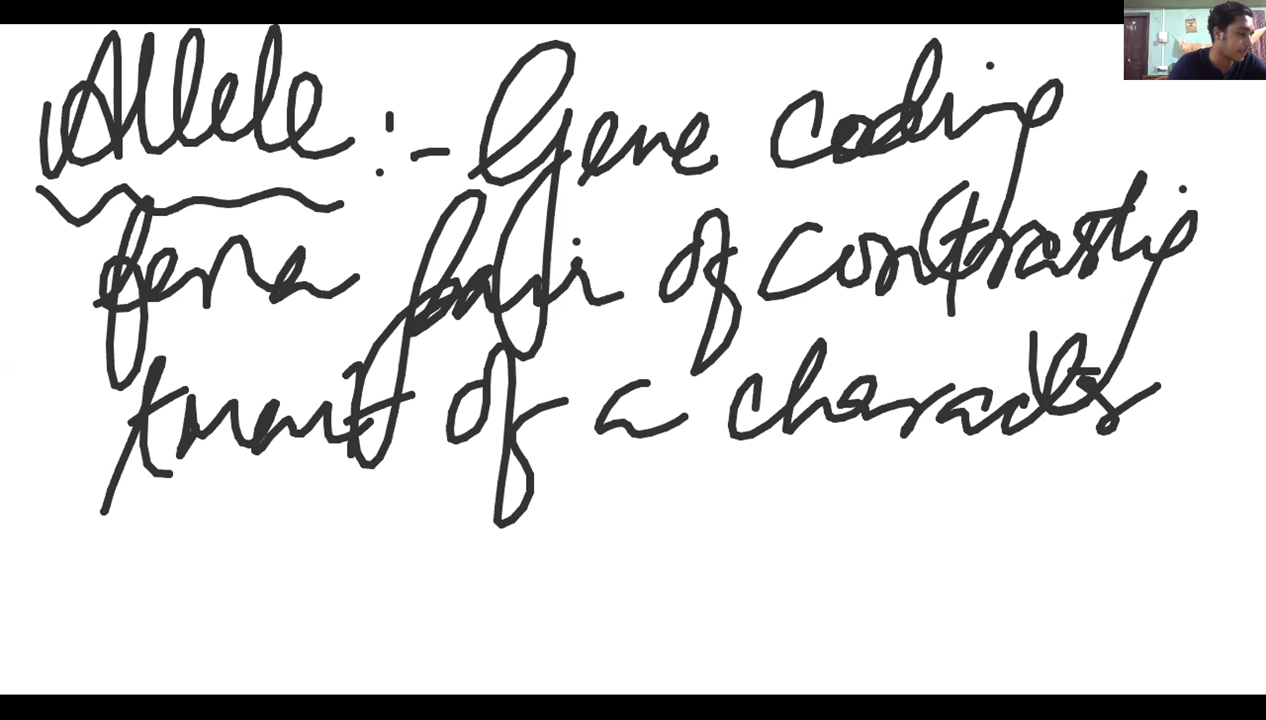 Allele :- Gene coding
for a pair of contrasting
trait of a character